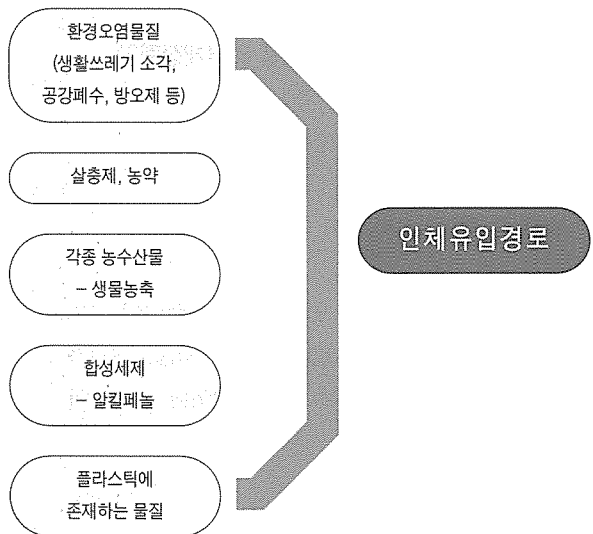 환경오염물질
(생활쓰레기 소각,
공강폐수, 방오제 등)
살충제, 농약
각종 농수산물
– 생물농축
합성세제
– 알킬페놀
플라스틱에
존재하는 물질
인체유입경로